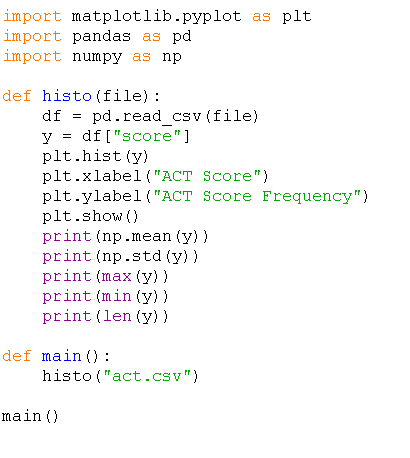 import matplotlib.pyplot as plt
import pandas as pd
import numpy as np

def histo(file):
    df = pd.read_csv(file)
    y = df["score"]
    plt.hist(y)
    plt.xlabel("ACT Score")
    plt.ylabel("ACT Score Frequency")
    plt.show()
    print(np.mean(y))
    print(np.std(y))
    print(max(y))
    print(min(y))
    print(len(y))

def main():
    histo("act.csv")

main()